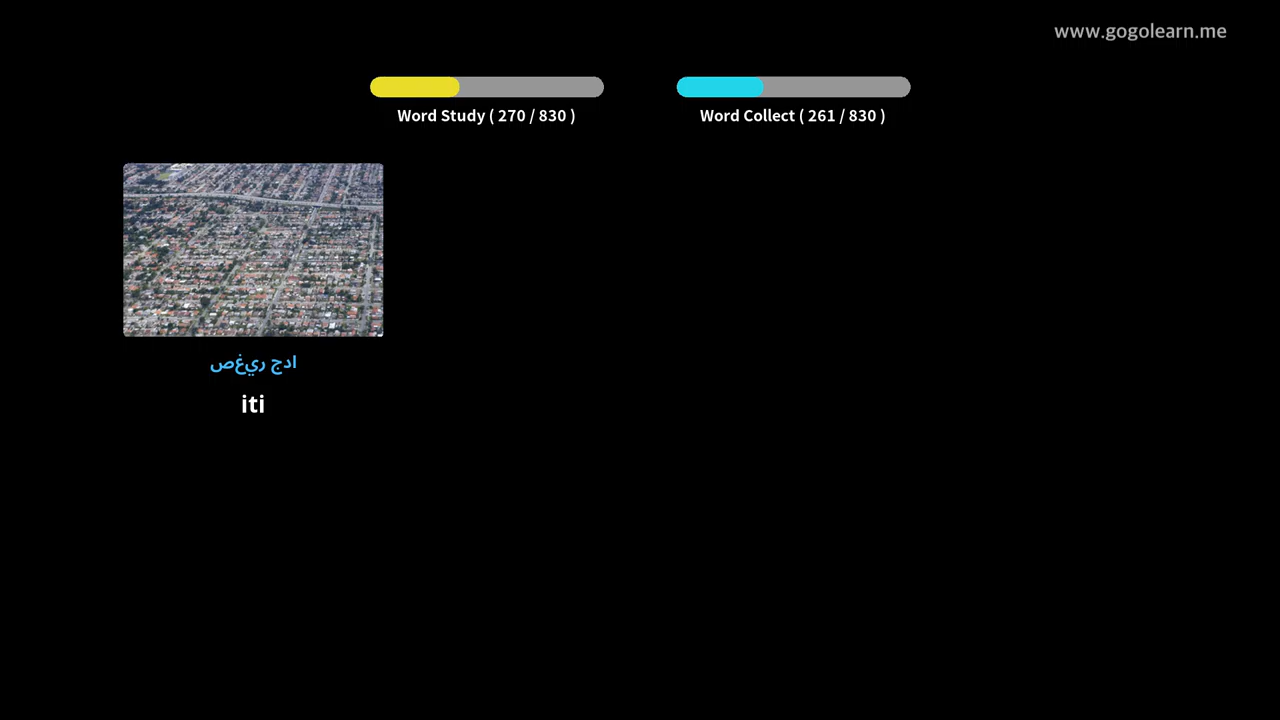 www.gogolearn.me
Word Study ( 270 / 830 )
Word Collect ( 261 / 830 )
صغير جدا
iti